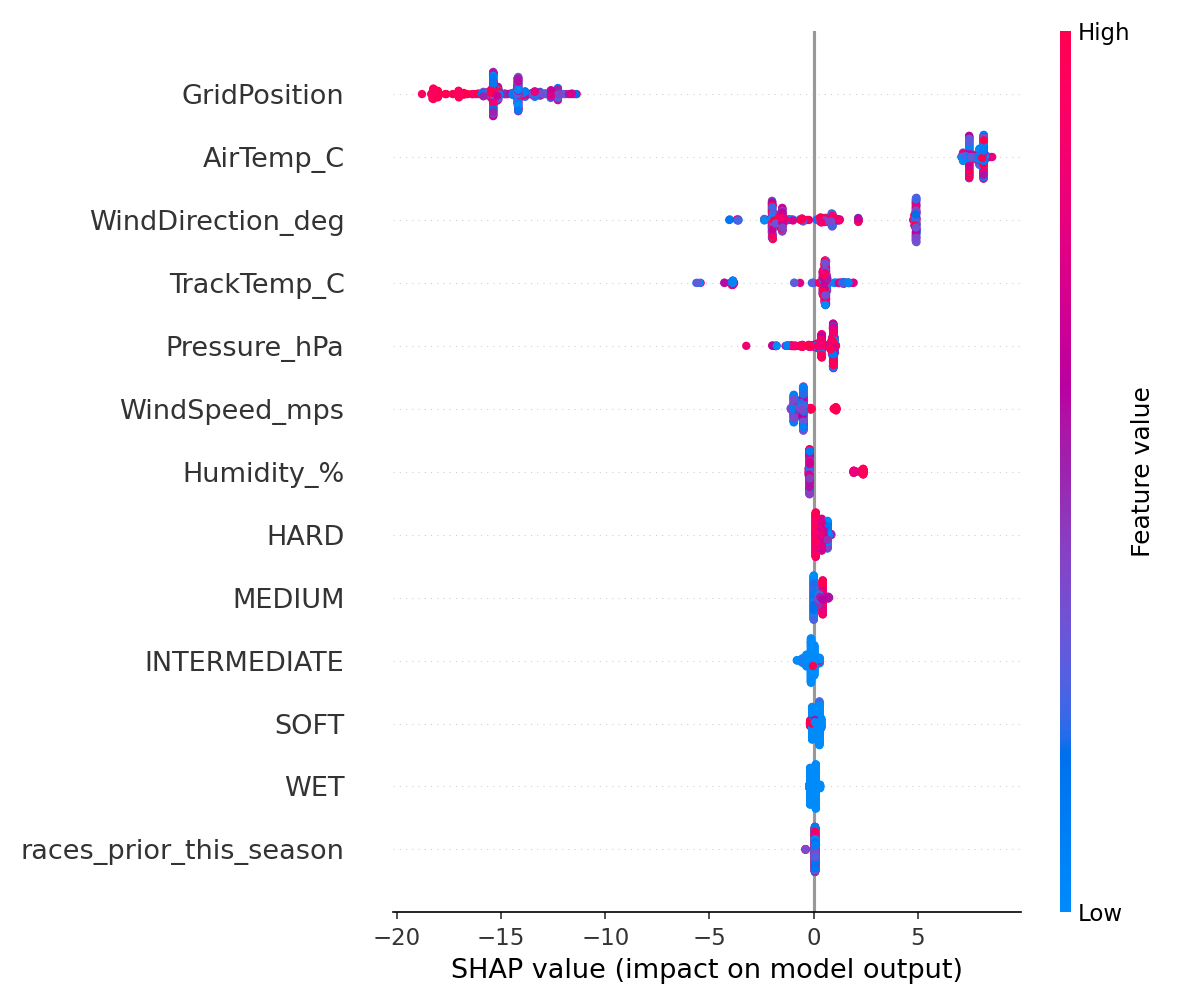 High
GridPosition
AirTemp_C
WindDirection_deg
TrackTemp_C
Pressure_hPa
WindSpeed_mps
Humidity_%
HARD
MEDIUM
INTERMEDIATE
SOFT
WET
races_prior_this_season
Feature value
Low
−20 −15 −10 −5 0 5
SHAP value (impact on model output)